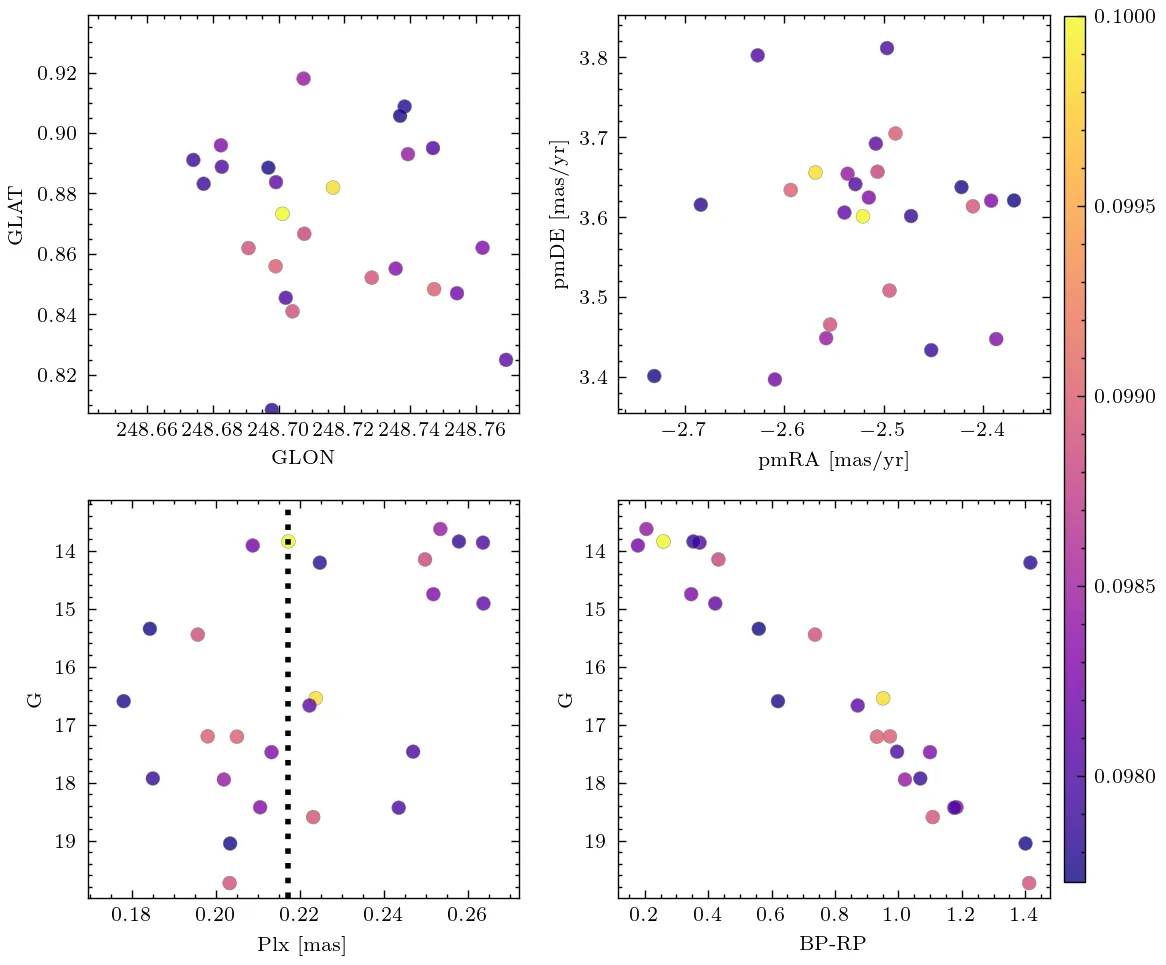 0.92
0.90
0.88
0.86
0.84
0.82
GLAT
248.66 248.68 248.70 248.72 248.74 248.76
GLON
3.8
3.7
3.6
3.5
3.4
pmDE [mas/yr]
−2.7 −2.6 −2.5 −2.4
pmRA [mas/yr]
0.1000
0.0995
0.0990
0.0985
0.0980
14
15
16
17
18
19
G
0.18 0.20 0.22 0.24 0.26
Plx [mas]
14
15
16
17
18
19
G
0.2 0.4 0.6 0.8 1.0 1.2 1.4
BP-RP